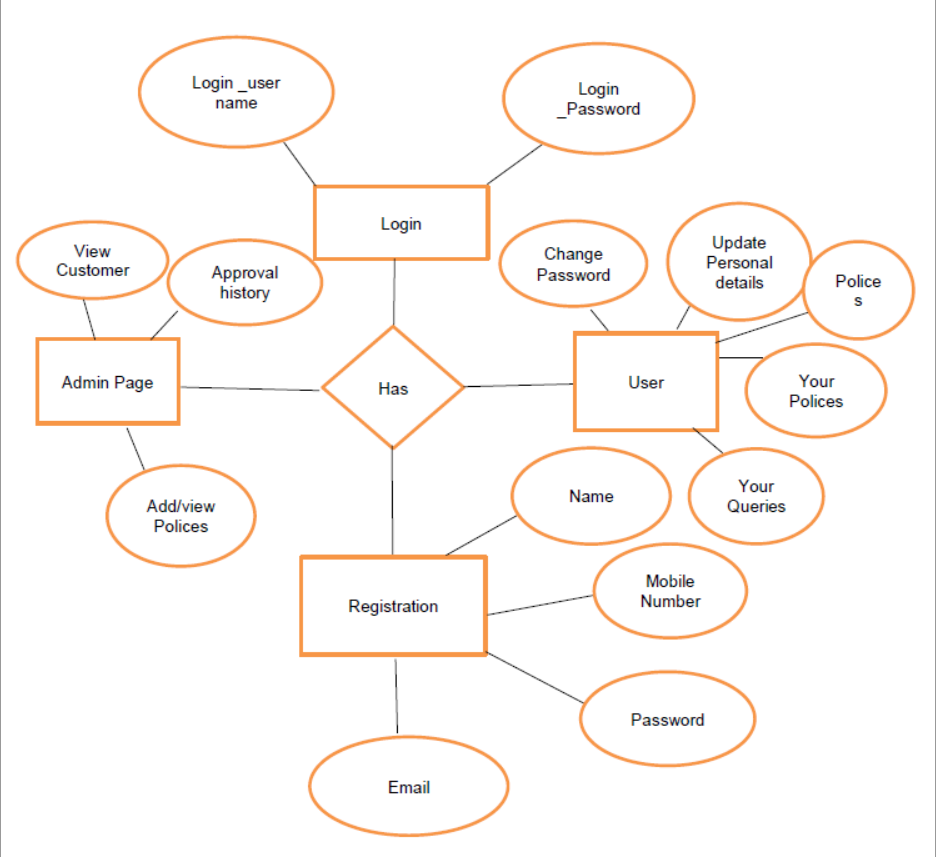 Login _user
name
Login
_Password
Login
View
Customer
Approval
history
Change
Password
Update
Personal
details
Police
s
Admin Page
Has
User
Your
Polices
Add/view
Polices
Name
Your
Queries
Registration
Mobile
Number
Password
Email